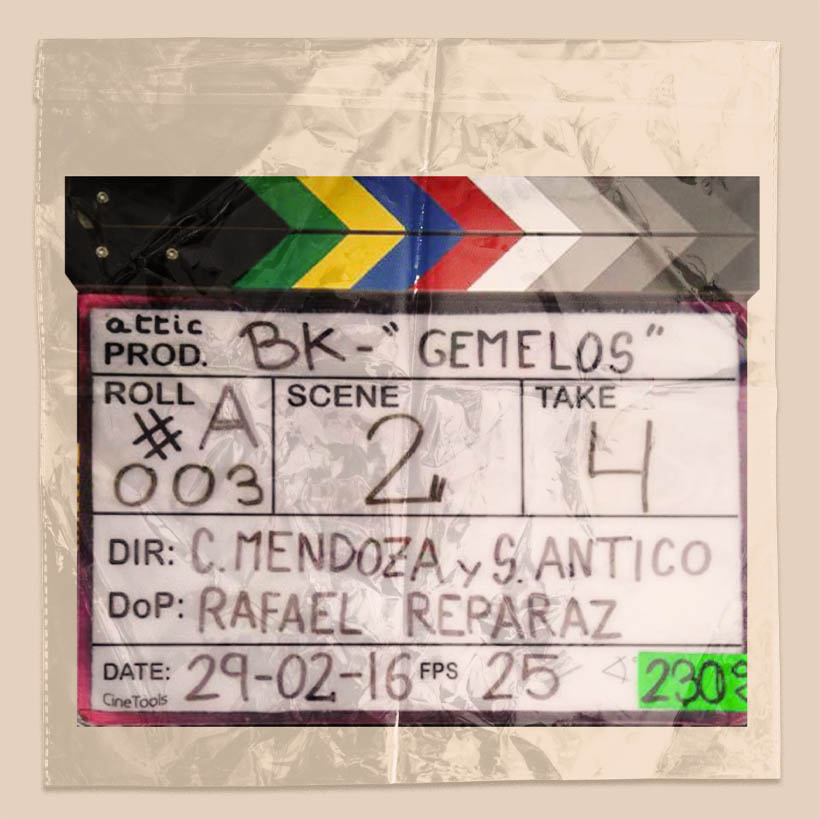 attic
PROD. BK-"GEMELOS"
ROLL SCENE TAKE
# A 2 4
003
DIR: C. MENDOZA y S. ANTICO
DoP: RAFAEL REPARAZ
DATE: 29-02-16 FPS 25 230
CineTools